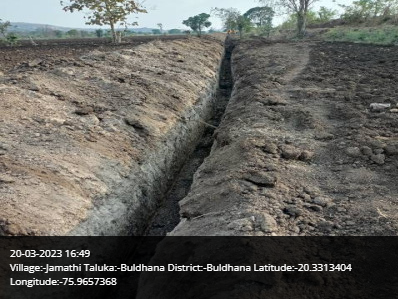 20-03-2023 16:49
Village:-Jamathi Taluka:-Buldhana District:-Buldhana Latitude:-20.3313404
Longitude:-75.9657368